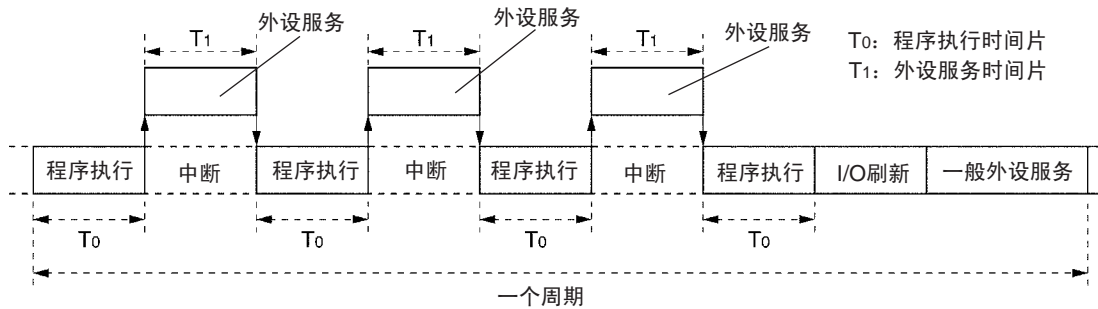 外设服务 外设服务 外设服务
T1 T1 T1
T0：程序执行时间片
T1：外设服务时间片
程序执行 中断 程序执行 中断 程序执行 中断 程序执行 I/O刷新 一般外设服务
T0 T0 T0 T0
一个周期